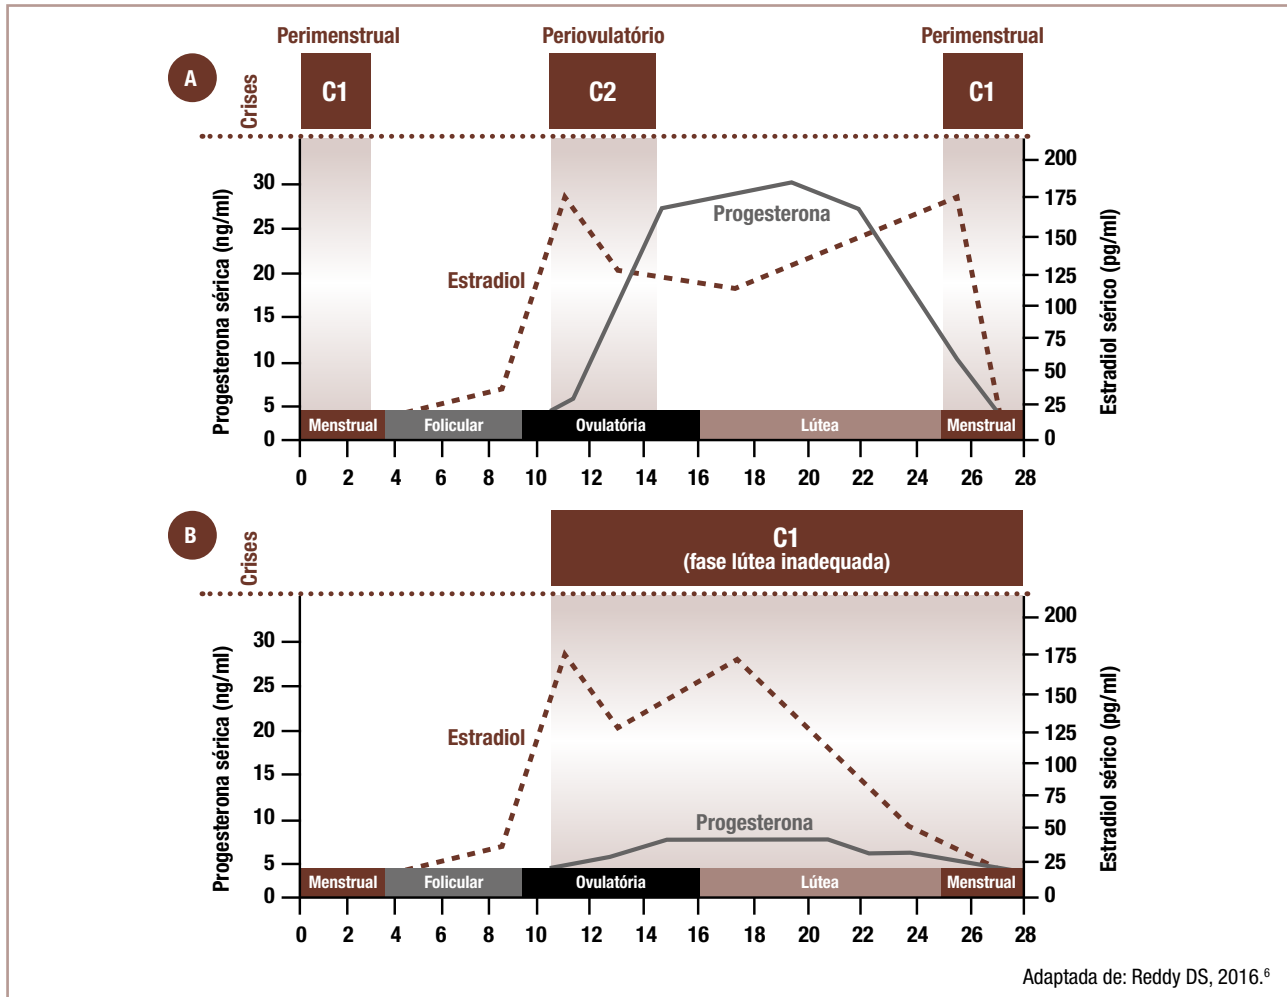 Perimenstrual Periovulatório Perimenstrual
A
Crises
C1 C2 C1
Progesterona sérica (ng/ml)
30
25
20
15
10
5
0
Estradiol
Progesterona
200
175
150
125
100
75
50
25
0
Estradiol sérico (pg/ml)
Menstrual Folicular Ovulatória Lútea Menstrual
0 2 4 6 8 10 12 14 16 18 20 22 24 26 28
B
Crises
C1
(fase lútea inadequada)
Progesterona sérica (ng/ml)
30
25
20
15
10
5
0
Estradiol
Progesterona
200
175
150
125
100
75
50
25
0
Estradiol sérico (pg/ml)
Menstrual Folicular Ovulatória Lútea Menstrual
0 2 4 6 8 10 12 14 16 18 20 22 24 26 28
Adaptada de: Reddy DS, 2016.⁶